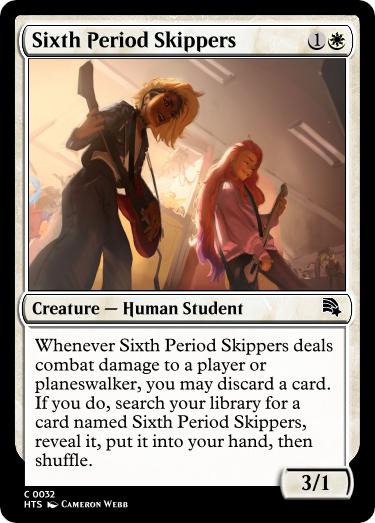 Sixth Period Skippers 1
Creature — Human Student
Whenever Sixth Period Skippers deals
combat damage to a player or
planeswalker, you may discard a card.
If you do, search your library for a
card named Sixth Period Skippers,
reveal it, put it into your hand, then
shuffle.
3/1
C 0032
HTS Cameron Webb